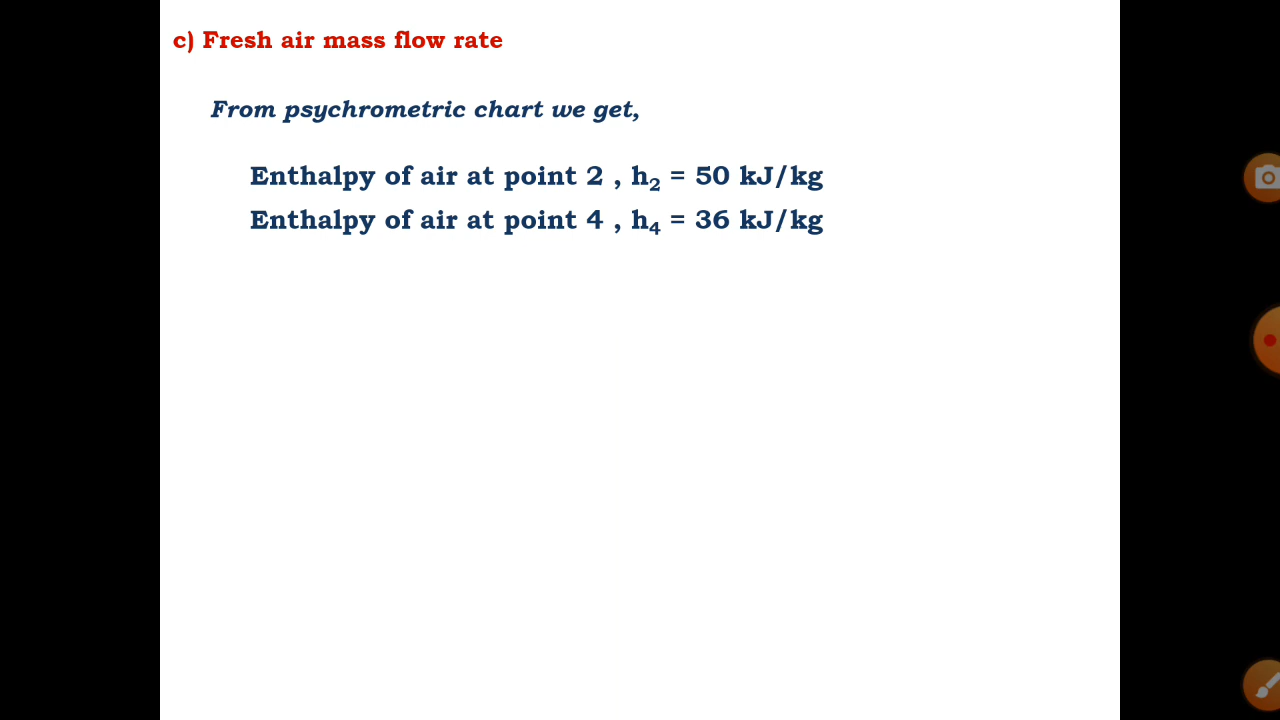 c) Fresh air mass flow rate
From psychrometric chart we get,
Enthalpy of air at point 2 , h₂ = 50 kJ/kg
Enthalpy of air at point 4 , h₄ = 36 kJ/kg